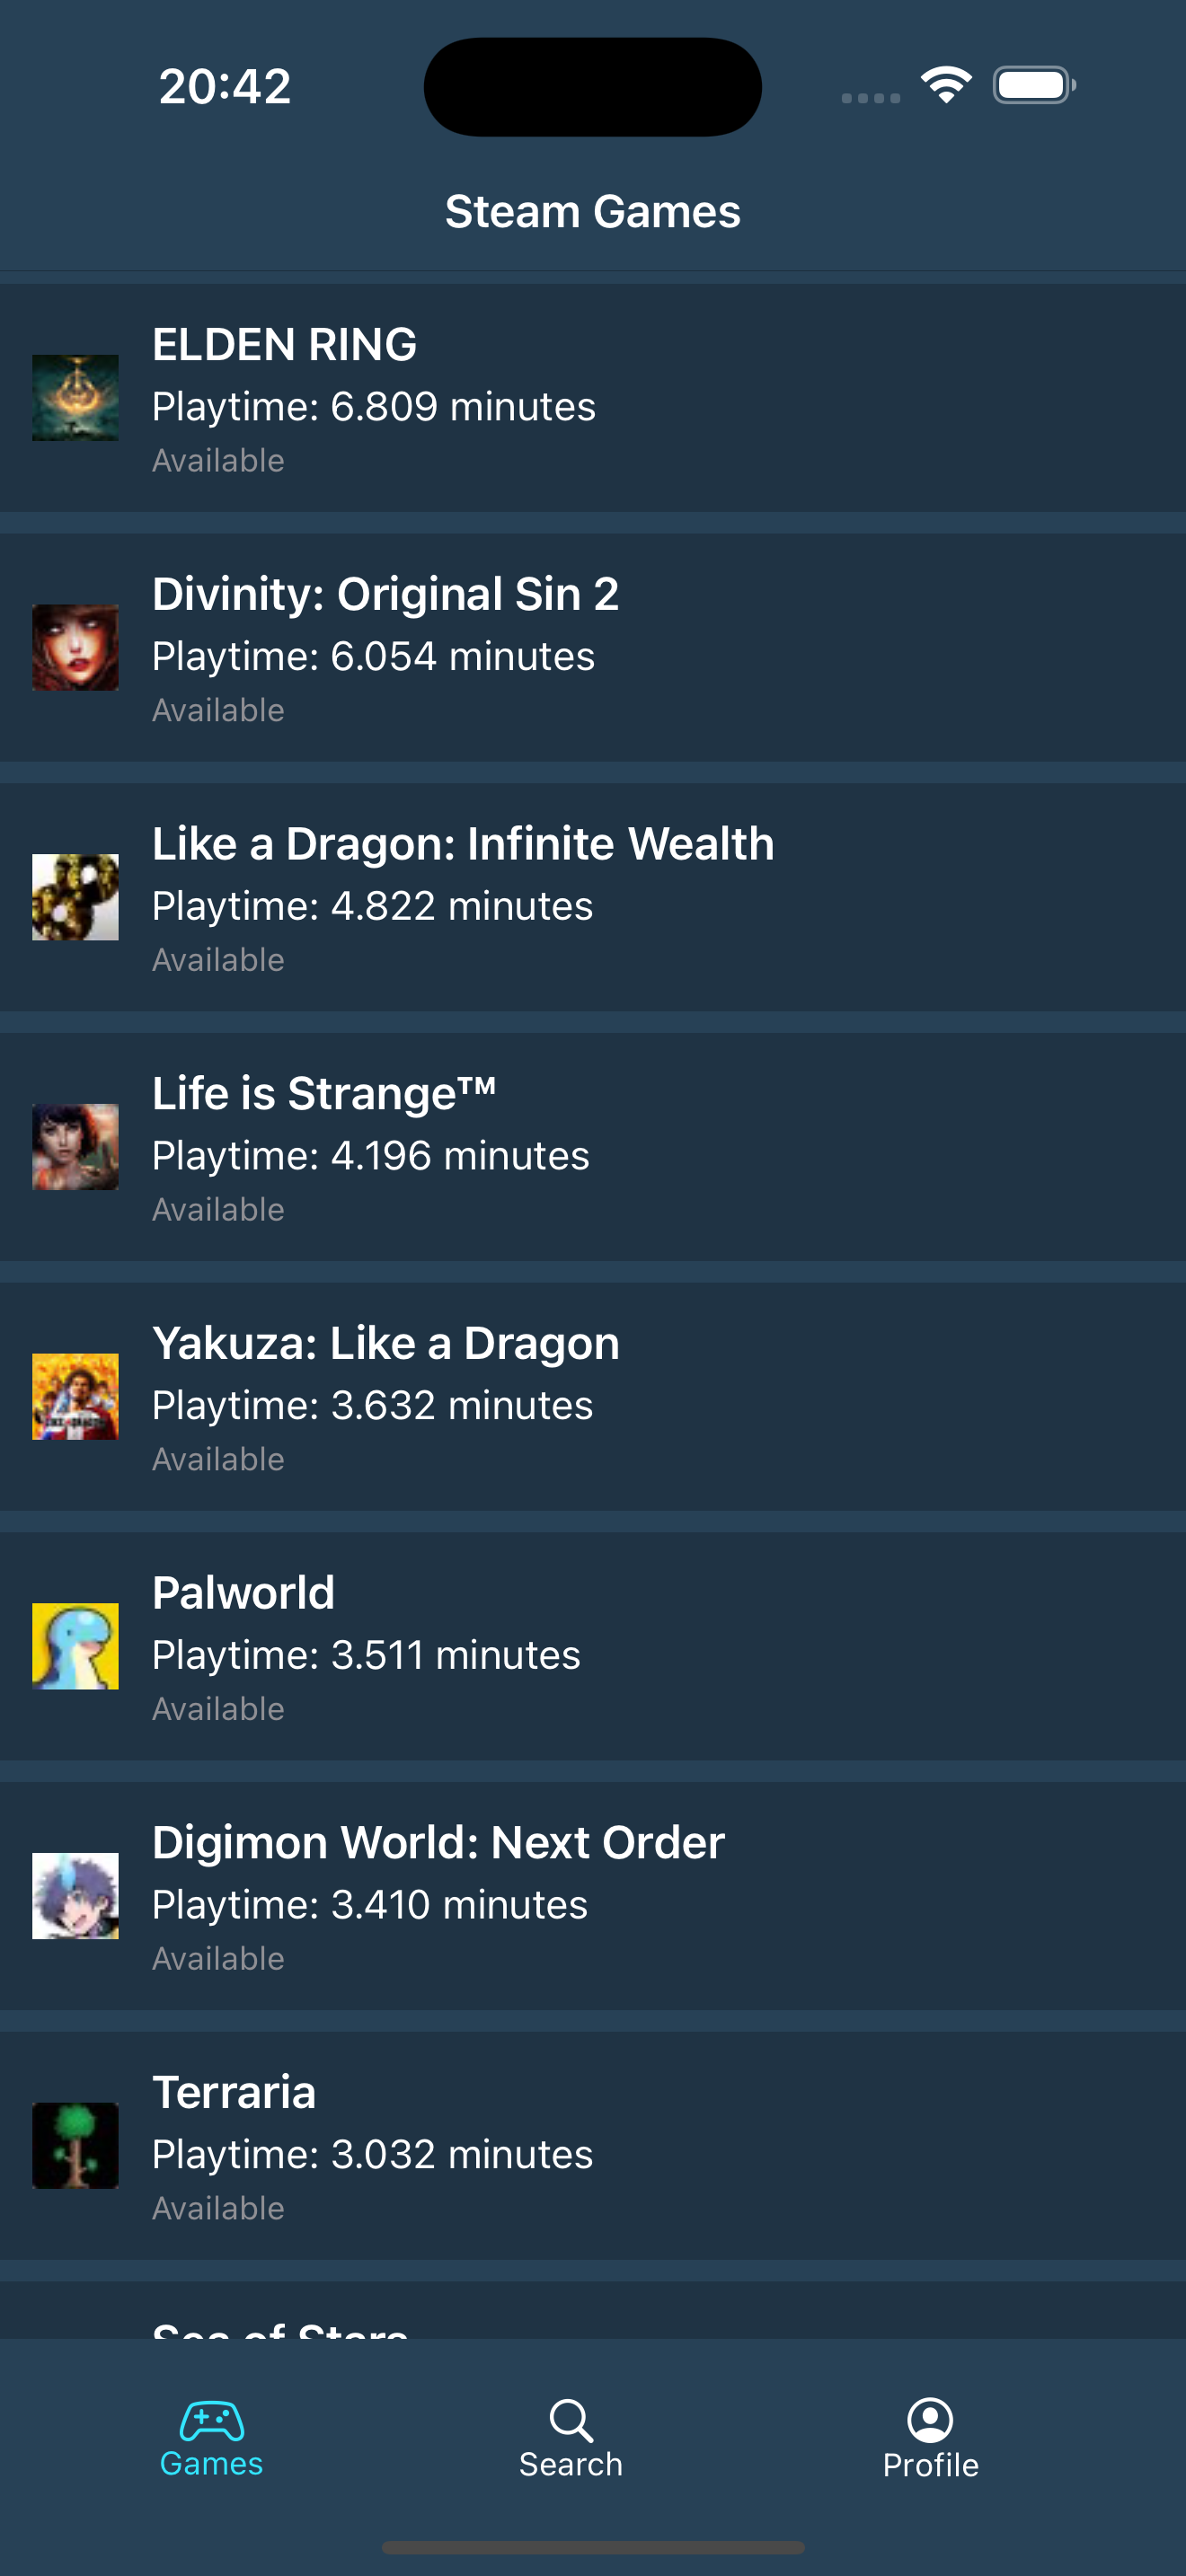 20:42
Steam Games
ELDEN RING
Playtime: 6.809 minutes
Available
Divinity: Original Sin 2
Playtime: 6.054 minutes
Available
Like a Dragon: Infinite Wealth
Playtime: 4.822 minutes
Available
Life is Strange™
Playtime: 4.196 minutes
Available
Yakuza: Like a Dragon
Playtime: 3.632 minutes
Available
Palworld
Playtime: 3.511 minutes
Available
Digimon World: Next Order
Playtime: 3.410 minutes
Available
Terraria
Playtime: 3.032 minutes
Available
Sea of Stars
Games
Search
Profile